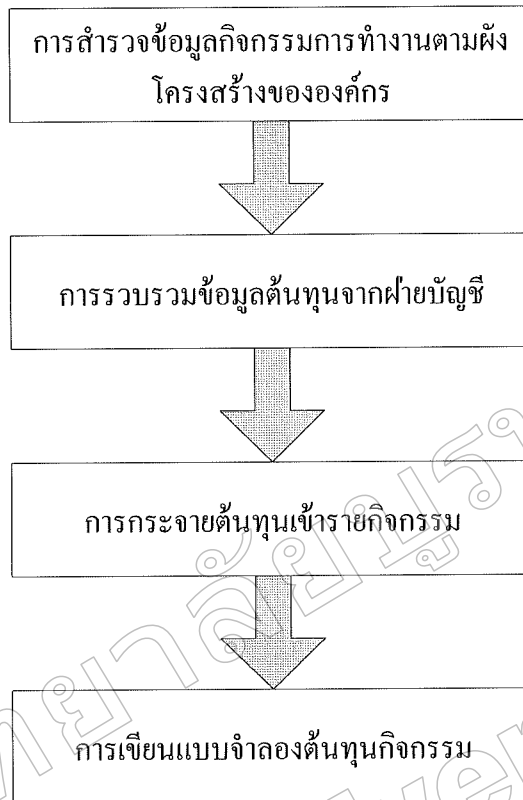 การสำรวจข้อมูลกิจกรรมการทำงานตามผัง
โครงสร้างขององค์กร
การรวบรวมข้อมูลต้นทุนจากฝ่ายบัญชี
การกระจายต้นทุนเข้ารายกิจกรรม
การเขียนแบบจำลองต้นทุนกิจกรรม